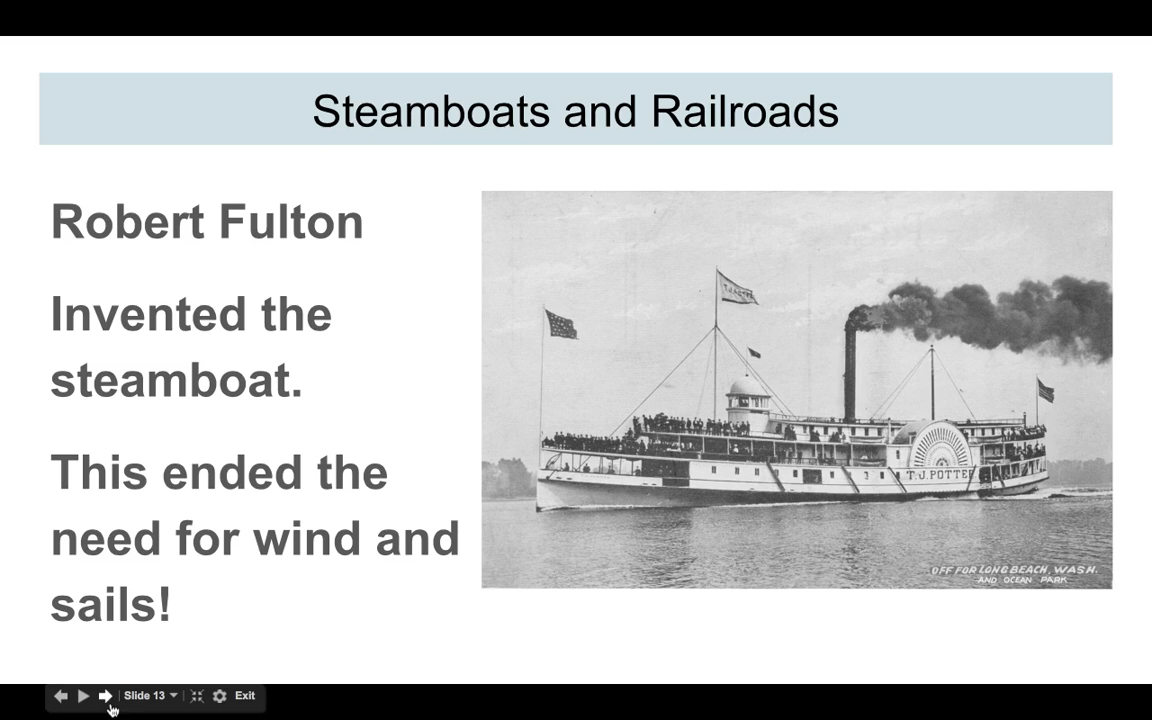 Steamboats and Railroads
Robert Fulton
Invented the
steamboat.
This ended the
need for wind and
sails!
T.J. POTTER
T.J. POTTER
OFF FOR LONG BEACH, WASH.
AND OCEAN PARK
Slide 13
Exit